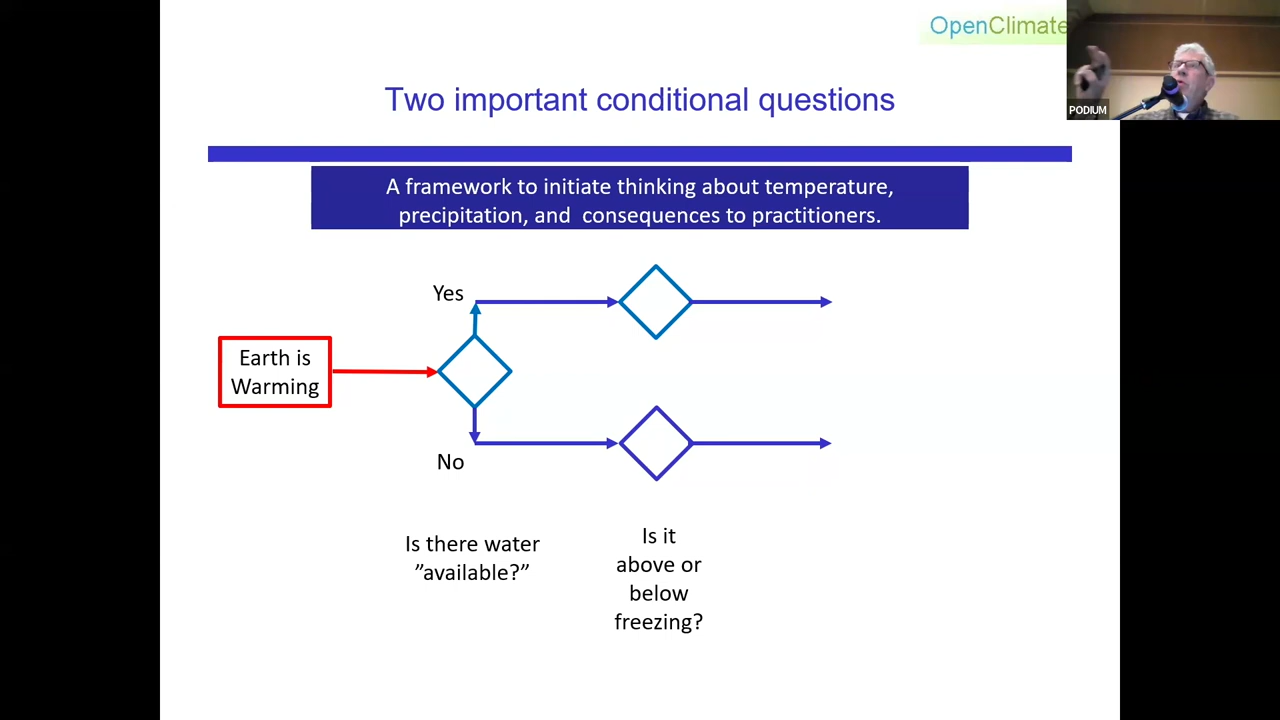 OpenClimate
PODIUM
Two important conditional questions
A framework to initiate thinking about temperature,
precipitation, and consequences to practitioners.
Yes
Earth is
Warming
No
Is there water
”available?”
Is it
above or
below
freezing?